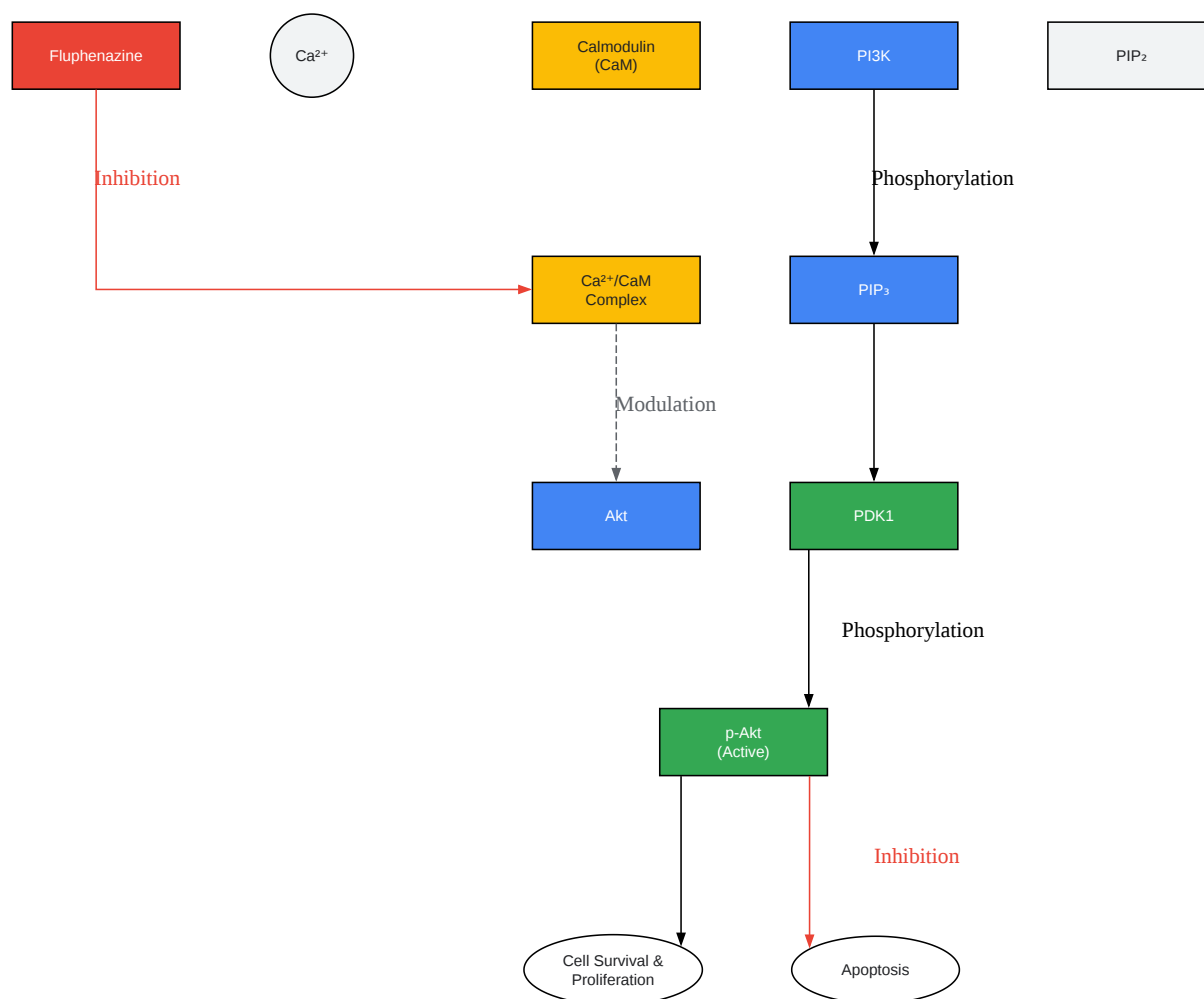 Fluphenazine
Ca²⁺
Calmodulin
(CaM)
PI3K
PIP₂
Inhibition
Phosphorylation
Ca²⁺/CaM
Complex
PIP₃
Modulation
Akt
PDK1
Phosphorylation
p-Akt
(Active)
Inhibition
Cell Survival &
Proliferation
Apoptosis